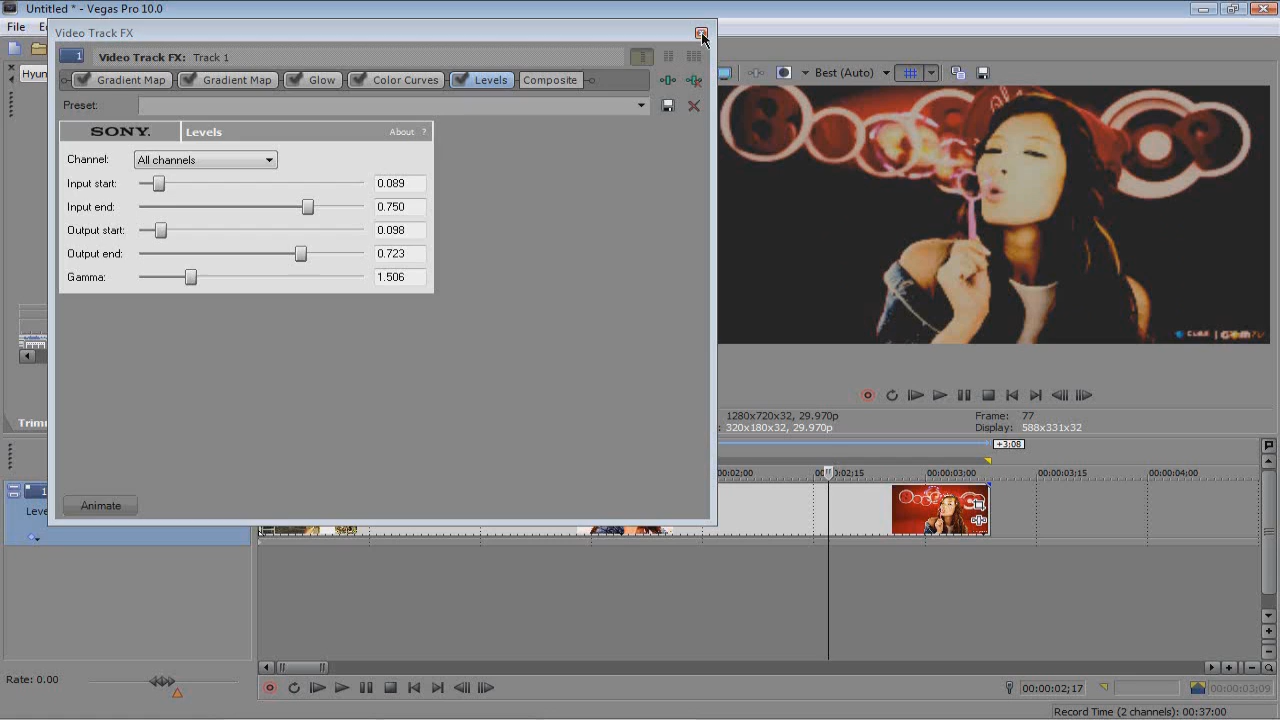 Untitled * - Vegas Pro 10.0
File
Video Track FX
1
Video Track FX: Track 1
Gradient Map
Gradient Map
Glow
Color Curves
Levels
Composite
Preset:
SONY. Levels About ?
Channel: All channels
Input start: 0.089
Input end: 0.750
Output start: 0.098
Output end: 0.723
Gamma: 1.506
Animate
Hyun
Trimm
Best (Auto)
1280x720x32, 29.970p
Frame: 77
320x180x32, 29.970p
Display: 588x331x32
+3;08
00:00:02;15
00:00:03;00
00:00:03;15
00:00:04;00
1
Rate: 0.00
00:00:02;17
00:00:03;09
Record Time (2 channels): 00:37:00